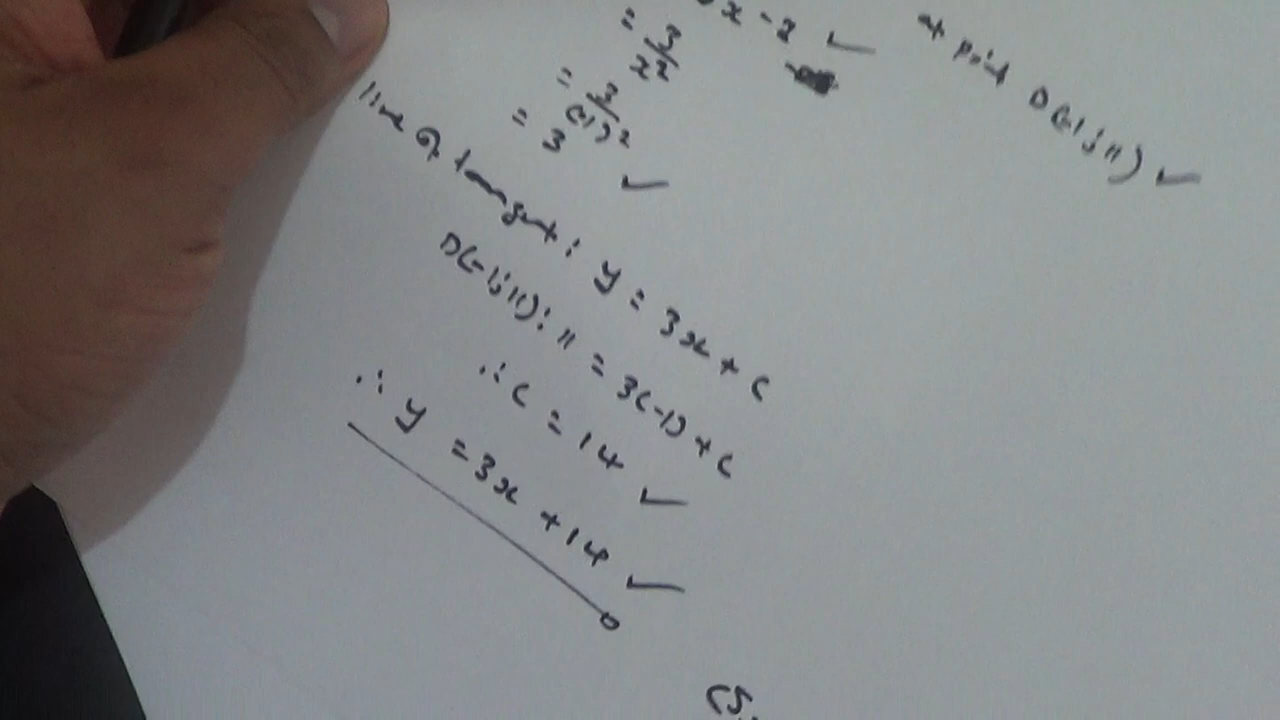 x - 2 ✓ at point D(-1;11) ✓
= 3/x²
= 3/(-1)²
= 3 ✓
line of tangent: y = 3x + c
D(-1;11): 11 = 3(-1) + c
∴ c = 14 ✓
∴ y = 3x + 14 ✓
(5